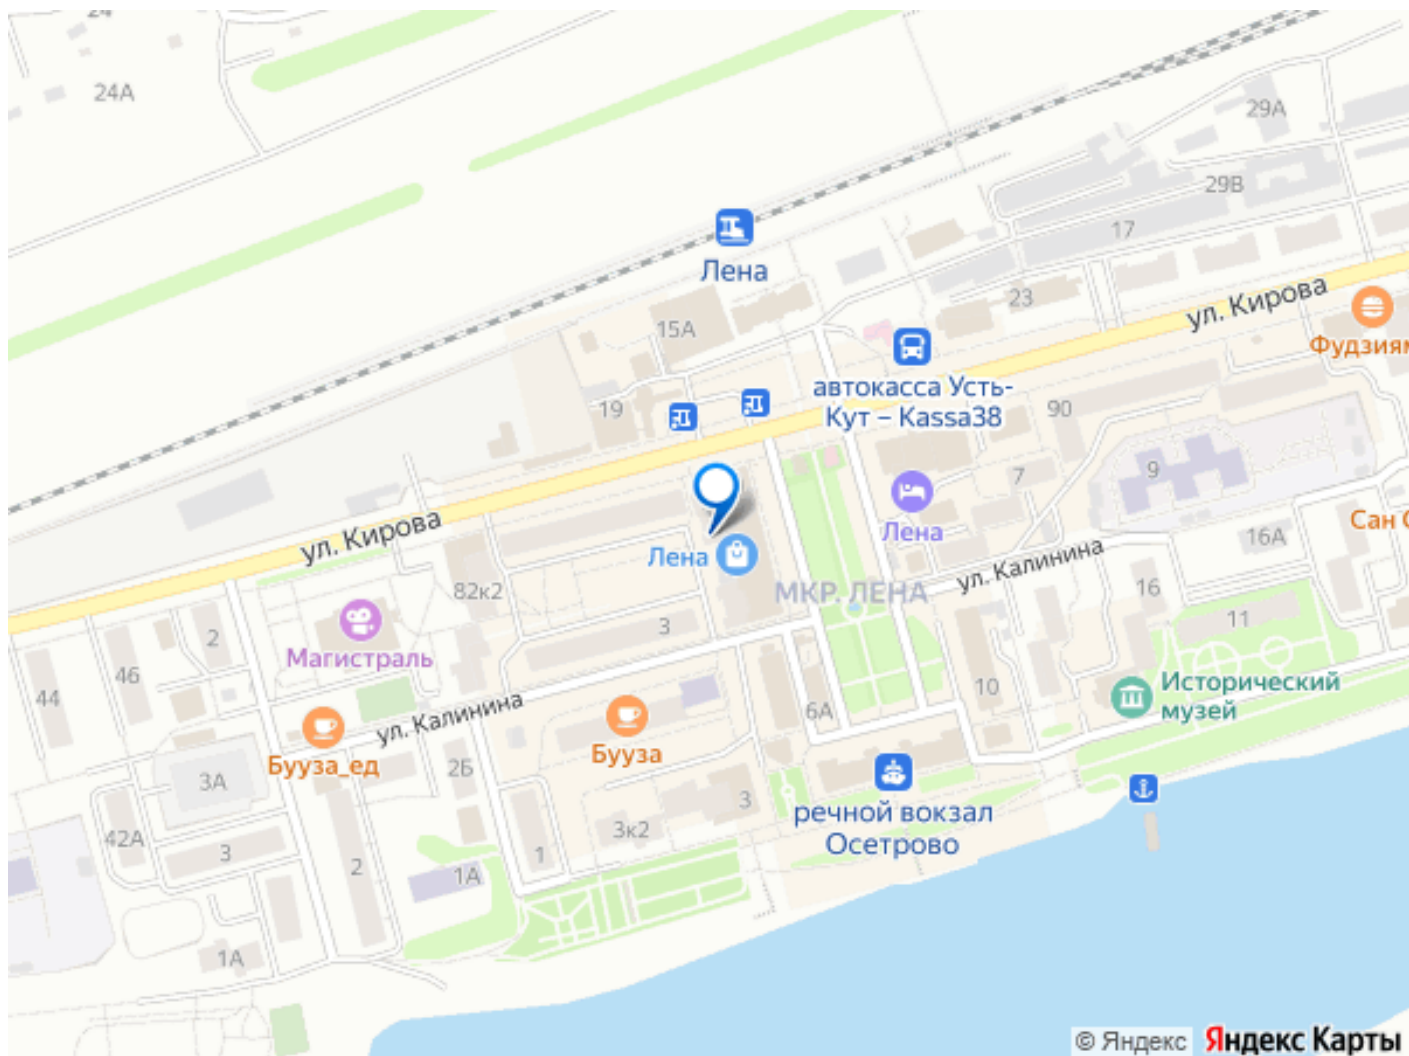 24
24А
29А
29В
17
Лена
23
ул. Кирова
15А
Фудзиям
автокасса Усть-
Кут – Kassa38
19
90
9
7
Лена
Сан С
ул. Кирова
Лена
16А
ул. Калинина
МКР. ЛЕНА
82к2
16
3
11
2
Магистраль
46
44
10
Исторический
музей
6А
ул. Калинина
Бууза
Бууза_ед
2Б
3А
3
речной вокзал
Осетрово
3к2
42А
3
1
2
1А
1А
© Яндекс Яндекс Карты